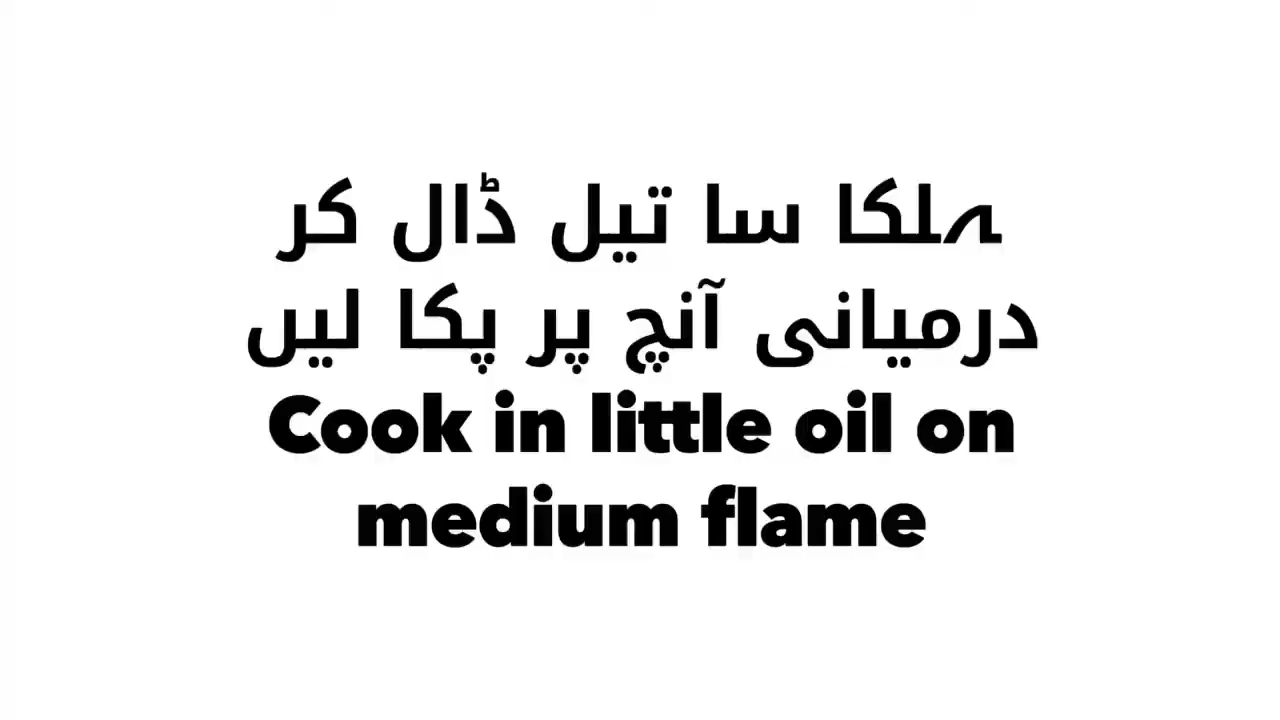 ہلکا سا تیل ڈال کر
درمیانی آنچ پر پکا لیں
Cook in little oil on
medium flame